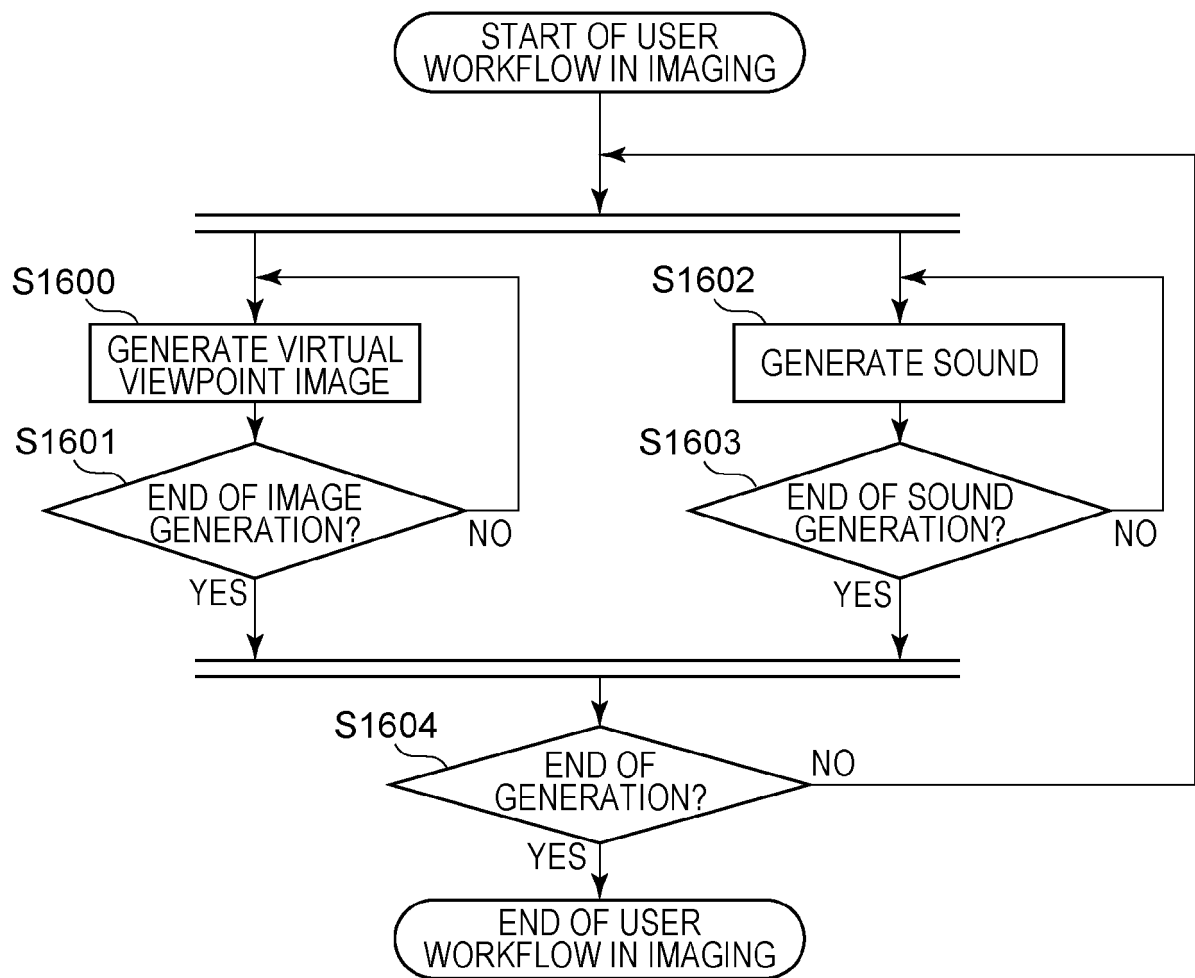 START OF USER
WORKFLOW IN IMAGING
S1600
GENERATE VIRTUAL
VIEWPOINT IMAGE
S1601
END OF IMAGE
GENERATION?
NO
YES
S1602
GENERATE SOUND
S1603
END OF SOUND
GENERATION?
NO
YES
S1604
END OF
GENERATION?
NO
YES
END OF USER
WORKFLOW IN IMAGING